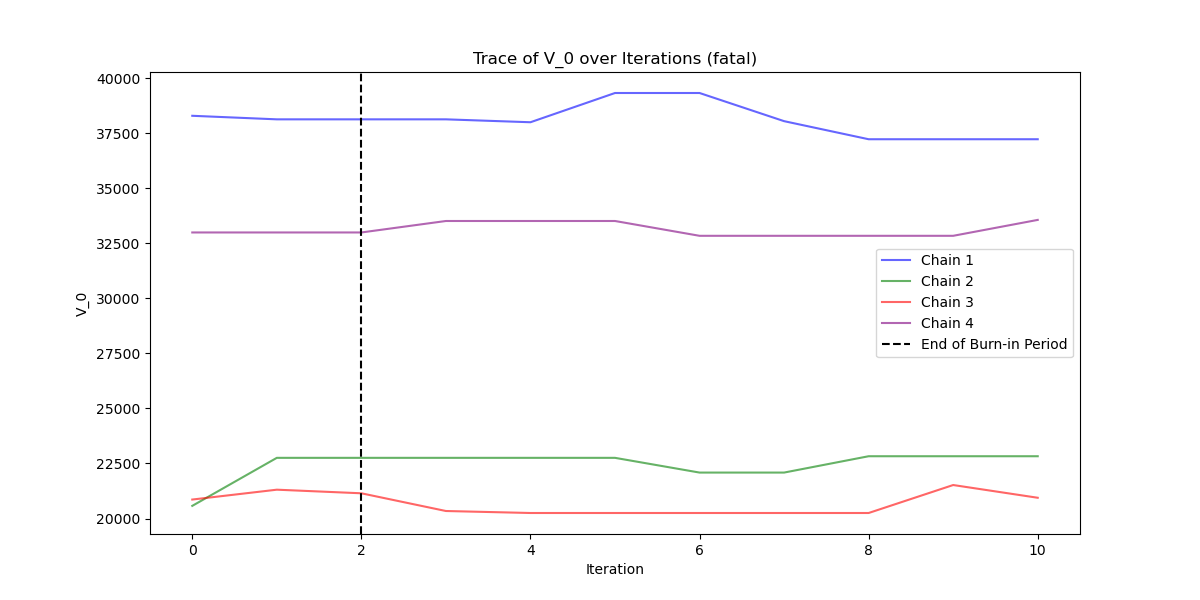 Trace of V_0 over Iterations (fatal)
40000
37500
35000
32500
30000
27500
25000
22500
20000
V_0
Chain 1
Chain 2
Chain 3
Chain 4
End of Burn-in Period
0 2 4 6 8 10
Iteration